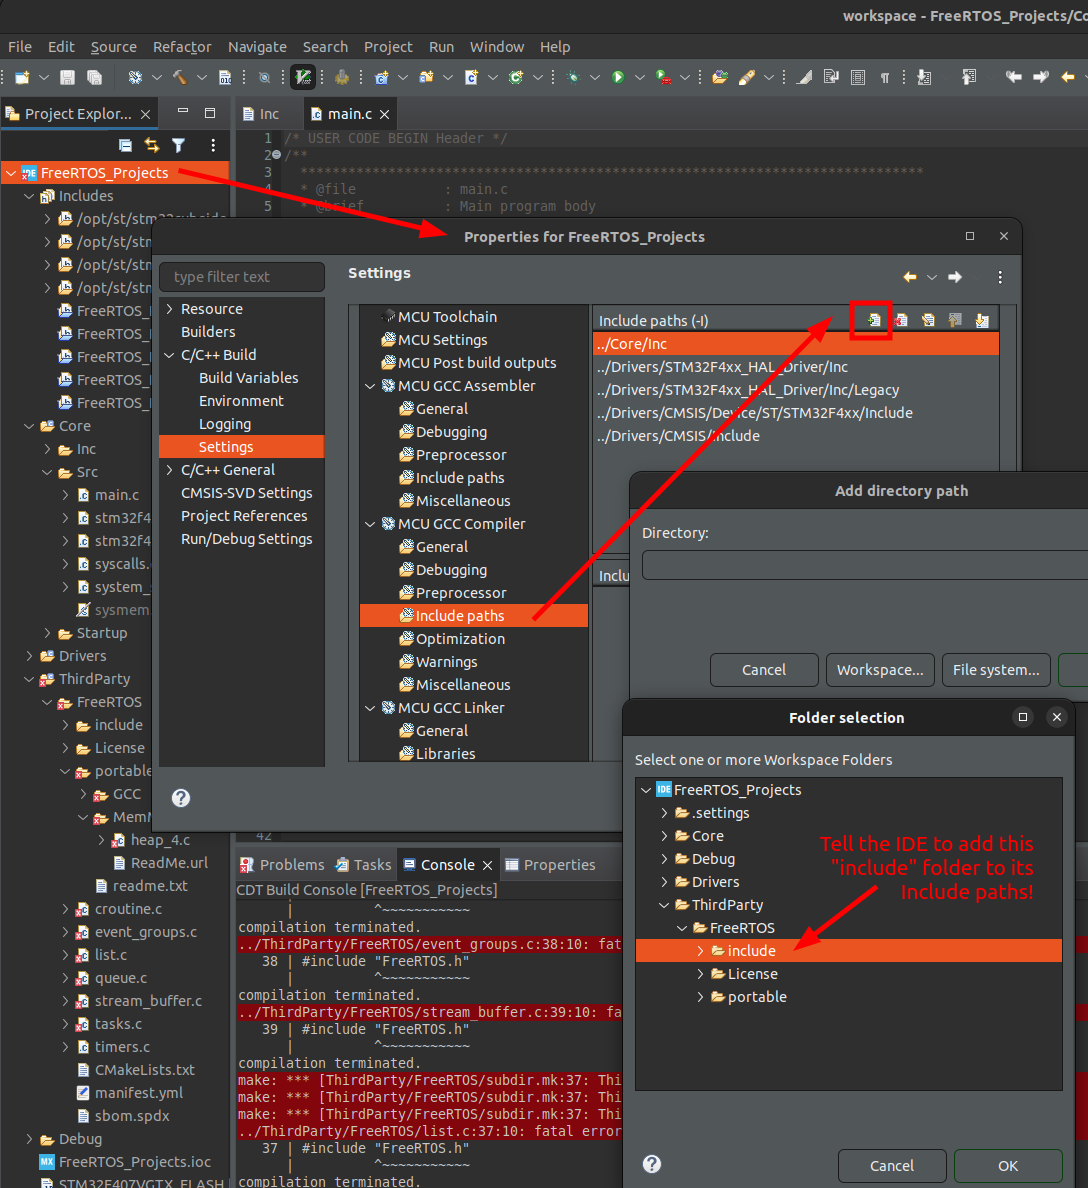 workspace - FreeRTOS_Projects/Co
File Edit Source Refactor Navigate Search Project Run Window Help
Project Explor...
Inc
main.c
1 /* USER CODE BEGIN Header */
2 /**
3 ******************************************************************************
4 * @file : main.c
5 * @brief : Main program body
FreeRTOS_Projects
Includes
/opt/st/stm32cubeide
/opt/st/stm
/opt/st/stm
/opt/st/stm
FreeRTOS_
FreeRTOS_
FreeRTOS_
FreeRTOS_
FreeRTOS_
Core
Inc
Src
main.c
stm32f4
stm32f4
syscalls.
system_
sysmem
Startup
Drivers
ThirdParty
FreeRTOS
include
License
portable
GCC
MemM
heap_4.c
ReadMe.url
readme.txt
croutine.c
event_groups.c
list.c
queue.c
stream_buffer.c
tasks.c
timers.c
CMakeLists.txt
manifest.yml
sbom.spdx
Debug
FreeRTOS_Projects.ioc
STM32F407VGTX_FLASH
Properties for FreeRTOS_Projects
type filter text
Resource
Builders
C/C++ Build
Build Variables
Environment
Logging
Settings
C/C++ General
CMSIS-SVD Settings
Project References
Run/Debug Settings
Settings
MCU Toolchain
MCU Settings
MCU Post build outputs
MCU GCC Assembler
General
Debugging
Preprocessor
Include paths
Miscellaneous
MCU GCC Compiler
General
Debugging
Preprocessor
Include paths
Optimization
Warnings
Miscellaneous
MCU GCC Linker
General
Libraries
Include paths (-I)
../Core/Inc
../Drivers/STM32F4xx_HAL_Driver/Inc
../Drivers/STM32F4xx_HAL_Driver/Inc/Legacy
../Drivers/CMSIS/Device/ST/STM32F4xx/Include
../Drivers/CMSIS/Include
Inclu
Add directory path
Directory:
Cancel Workspace... File system...
Folder selection
Select one or more Workspace Folders
FreeRTOS_Projects
.settings
Core
Debug
Drivers
ThirdParty
FreeRTOS
include
License
portable
Tell the IDE to add this
"include" folder to its
Include paths!
Cancel OK
42
Problems Tasks Console Properties
CDT Build Console [FreeRTOS_Projects]
| ^~~~~~~~~~~~
compilation terminated.
../ThirdParty/FreeRTOS/event_groups.c:38:10: fat
38 | #include "FreeRTOS.h"
| ^~~~~~~~~~~~
compilation terminated.
../ThirdParty/FreeRTOS/stream_buffer.c:39:10: fa
39 | #include "FreeRTOS.h"
| ^~~~~~~~~~~~
compilation terminated.
make: *** [ThirdParty/FreeRTOS/subdir.mk:37: Thi
make: *** [ThirdParty/FreeRTOS/subdir.mk:37: Thi
make: *** [ThirdParty/FreeRTOS/subdir.mk:37: Thi
../ThirdParty/FreeRTOS/list.c:37:10: fatal error
37 | #include "FreeRTOS.h"
| ^~~~~~~~~~~~
compilation terminated.